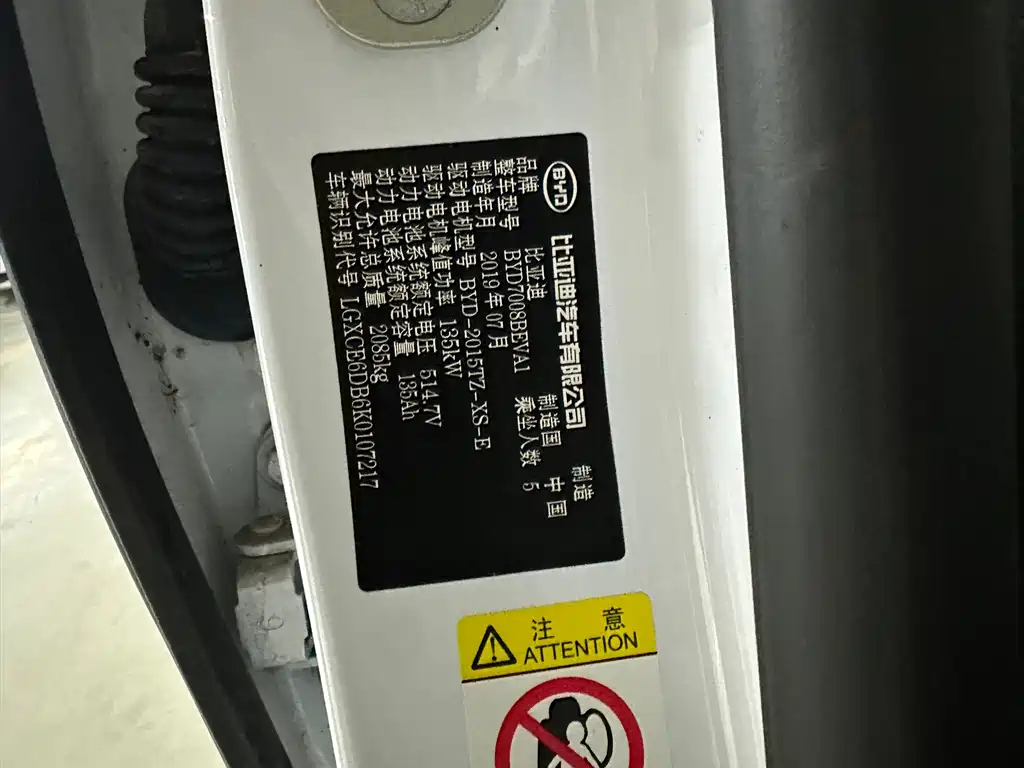 BYD 比亚迪汽车有限公司 制造
品牌 比亚迪 制造国 中国
整车型号 BYD7008BEVA1 乘坐人数 5
制造年月 2019年07月
驱动电机型号 BYD-2015TZ-XS-E
驱动电机峰值功率 135kW
动力电池系统额定电压 514.7V
动力电池系统额定容量 135Ah
最大允许总质量 2085kg
车辆识别代号 LGXCE6DB6K0107217
注意
ATTENTION